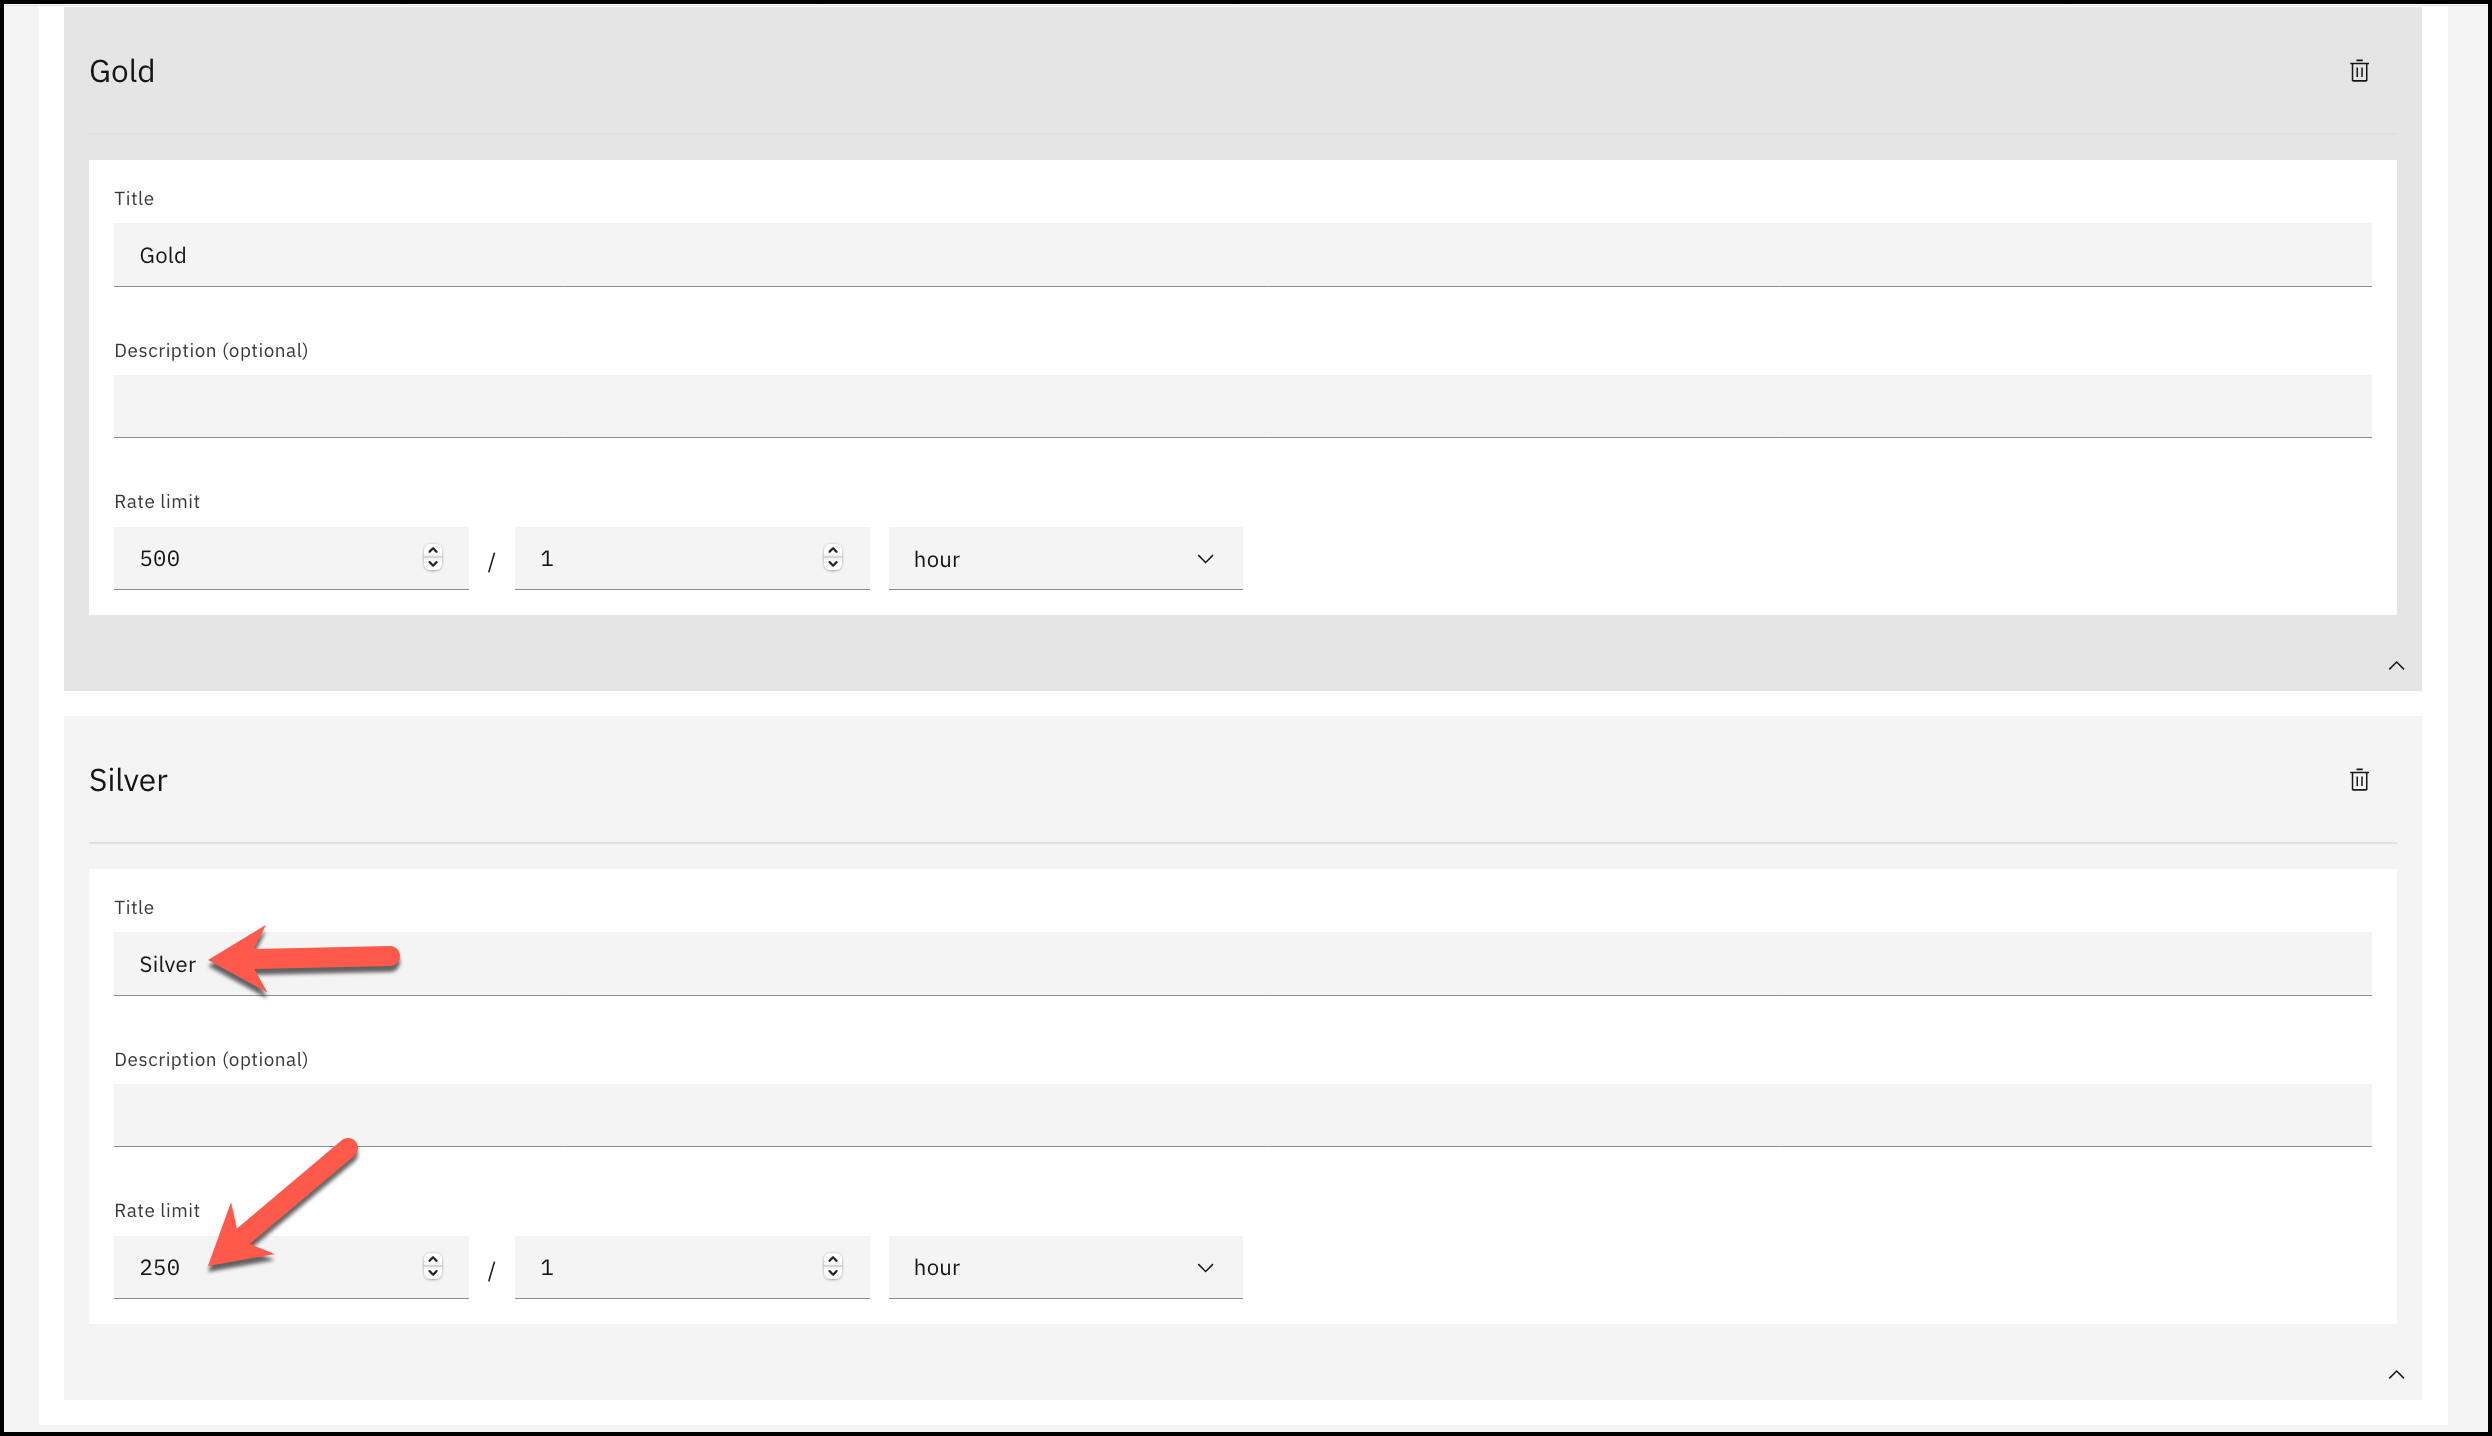 Gold
Title
Gold
Description (optional)
Rate limit
500 / 1 hour
Silver
Title
Silver
Description (optional)
Rate limit
250 / 1 hour